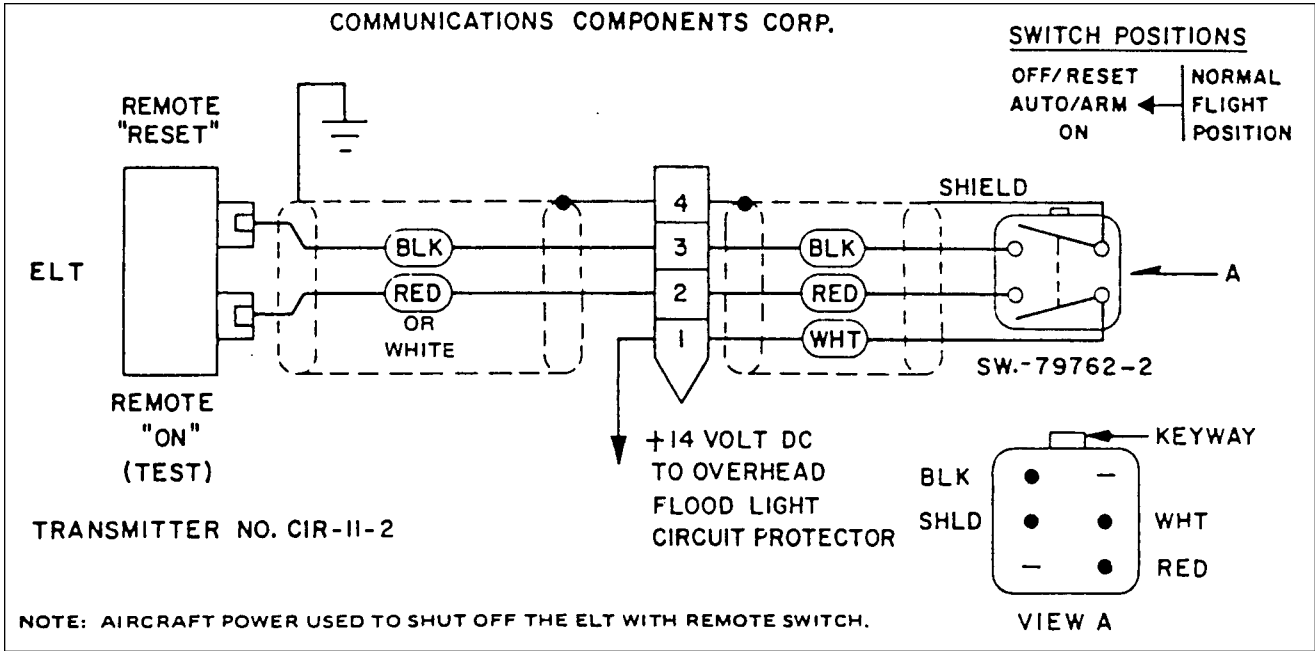 COMMUNICATIONS COMPONENTS CORP.
SWITCH POSITIONS
OFF/RESET
AUTO/ARM
ON
NORMAL
FLIGHT
POSITION
REMOTE
"RESET"
ELT
REMOTE
"ON"
(TEST)
BLK
RED
OR
WHITE
4
3
2
1
SHIELD
BLK
RED
WHT
A
SW.-79762-2
+14 VOLT DC
TO OVERHEAD
FLOOD LIGHT
CIRCUIT PROTECTOR
KEYWAY
BLK
–
SHLD
WHT
–
RED
VIEW A
TRANSMITTER NO. CIR-11-2
NOTE: AIRCRAFT POWER USED TO SHUT OFF THE ELT WITH REMOTE SWITCH.